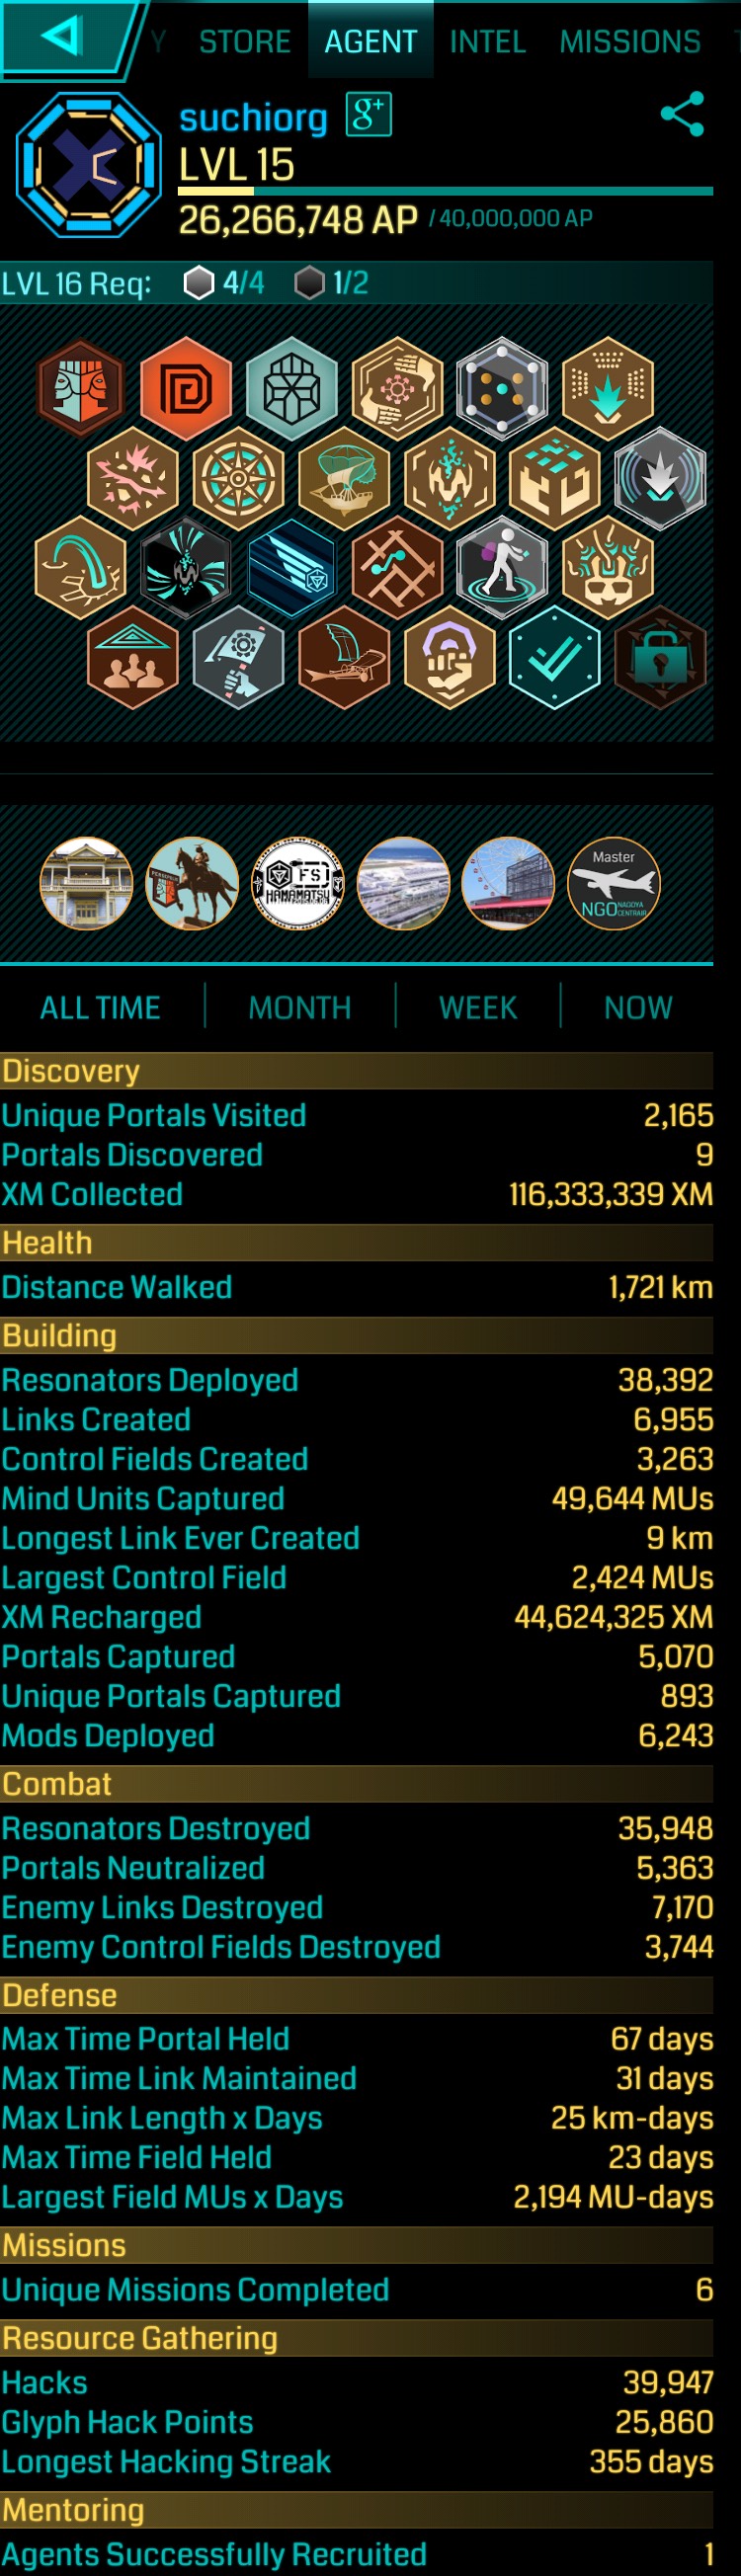 Y STORE AGENT INTEL MISSIONS
suchiorg g+
LVL 15
26,266,748 AP / 40,000,000 AP
LVL 16 Req: 4/4 1/2
PERSEPOLIS
FS
HAMAMATSU
Master
NGO NAGOYA CENTRAIR
ALL TIME MONTH WEEK NOW
Discovery
Unique Portals Visited 2,165
Portals Discovered 9
XM Collected 116,333,339 XM
Health
Distance Walked 1,721 km
Building
Resonators Deployed 38,392
Links Created 6,955
Control Fields Created 3,263
Mind Units Captured 49,644 MUs
Longest Link Ever Created 9 km
Largest Control Field 2,424 MUs
XM Recharged 44,624,325 XM
Portals Captured 5,070
Unique Portals Captured 893
Mods Deployed 6,243
Combat
Resonators Destroyed 35,948
Portals Neutralized 5,363
Enemy Links Destroyed 7,170
Enemy Control Fields Destroyed 3,744
Defense
Max Time Portal Held 67 days
Max Time Link Maintained 31 days
Max Link Length x Days 25 km-days
Max Time Field Held 23 days
Largest Field MUs x Days 2,194 MU-days
Missions
Unique Missions Completed 6
Resource Gathering
Hacks 39,947
Glyph Hack Points 25,860
Longest Hacking Streak 355 days
Mentoring
Agents Successfully Recruited 1